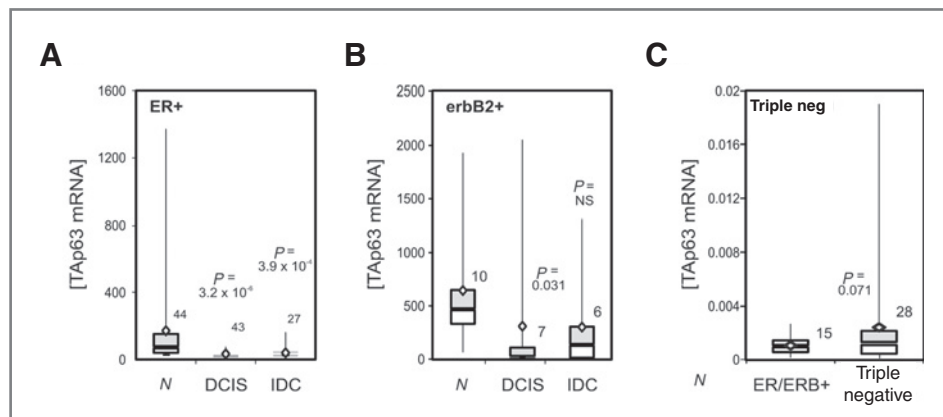 A
ER+
[TAp63 mRNA]
1600
1200
800
400
0
44
P =
3.2 x 10⁻⁶
43
P =
3.9 x 10⁻⁴
27
N DCIS IDC
B
erbB2+
[TAp63 mRNA]
2500
2000
1500
1000
500
0
10
P =
0.031
7
P =
NS
6
N DCIS IDC
C
Triple neg
[TAp63 mRNA]
0.02
0.016
0.012
0.008
0.004
0
15
P =
0.071
28
N ER/ERB+ Triple
negative